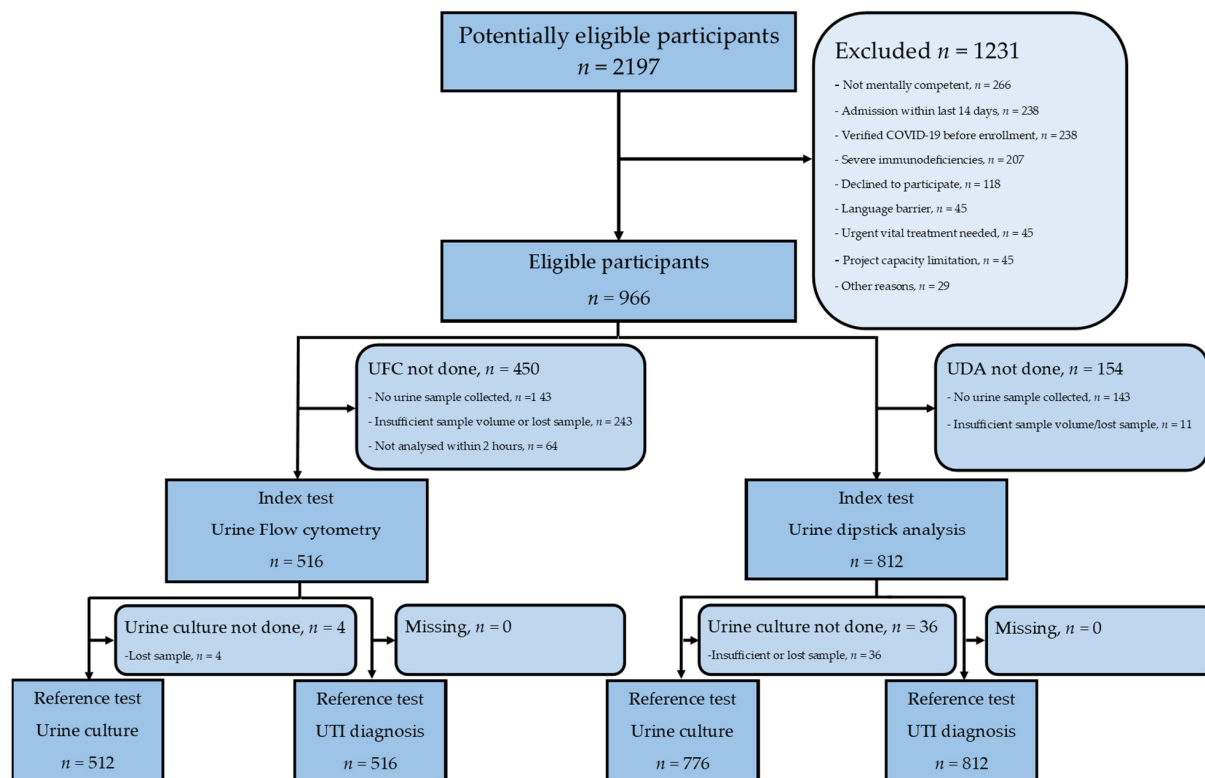 Potentially eligible participants
n = 2197
Excluded n = 1231
- Not mentally competent, n = 266
- Admission within last 14 days, n = 238
- Verified COVID-19 before enrollment, n = 238
- Severe immunodeficiencies, n = 207
- Declined to participate, n = 118
- Language barrier, n = 45
- Urgent vital treatment needed, n = 45
- Project capacity limitation, n = 45
- Other reasons, n = 29
Eligible participants
n = 966
UFC not done, n = 450
- No urine sample collected, n =1 43
- Insufficient sample volume or lost sample, n = 243
- Not analysed within 2 hours, n = 64
UDA not done, n = 154
- No urine sample collected, n = 143
- Insufficient sample volume/lost sample, n = 11
Index test
Urine Flow cytometry
n = 516
Index test
Urine dipstick analysis
n = 812
Urine culture not done, n = 4
-Lost sample, n = 4
Missing, n = 0
Urine culture not done, n = 36
-Insufficient or lost sample, n = 36
Missing, n = 0
Reference test
Urine culture
n = 512
Reference test
UTI diagnosis
n = 516
Reference test
Urine culture
n = 776
Reference test
UTI diagnosis
n = 812